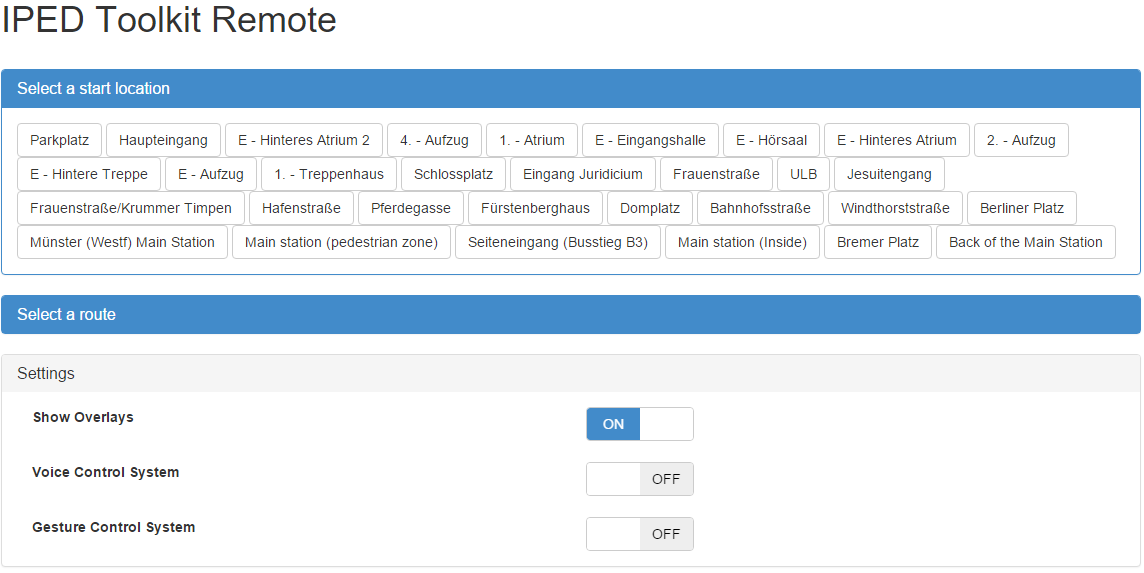 IPED Toolkit Remote
Select a start location
Parkplatz Haupteingang E - Hinteres Atrium 2 4. - Aufzug 1. - Atrium E - Eingangshalle E - Hörsaal E - Hinteres Atrium 2. - Aufzug
E - Hintere Treppe E - Aufzug 1. - Treppenhaus Schlossplatz Eingang Juridicium Frauenstraße ULB Jesuitengang
Frauenstraße/Krummer Timpen Hafenstraße Pferdegasse Fürstenberghaus Domplatz Bahnhofsstraße Windthorststraße Berliner Platz
Münster (Westf) Main Station Main station (pedestrian zone) Seiteneingang (Busstieg B3) Main station (Inside) Bremer Platz Back of the Main Station
Select a route
Settings
Show Overlays ON
Voice Control System OFF
Gesture Control System OFF